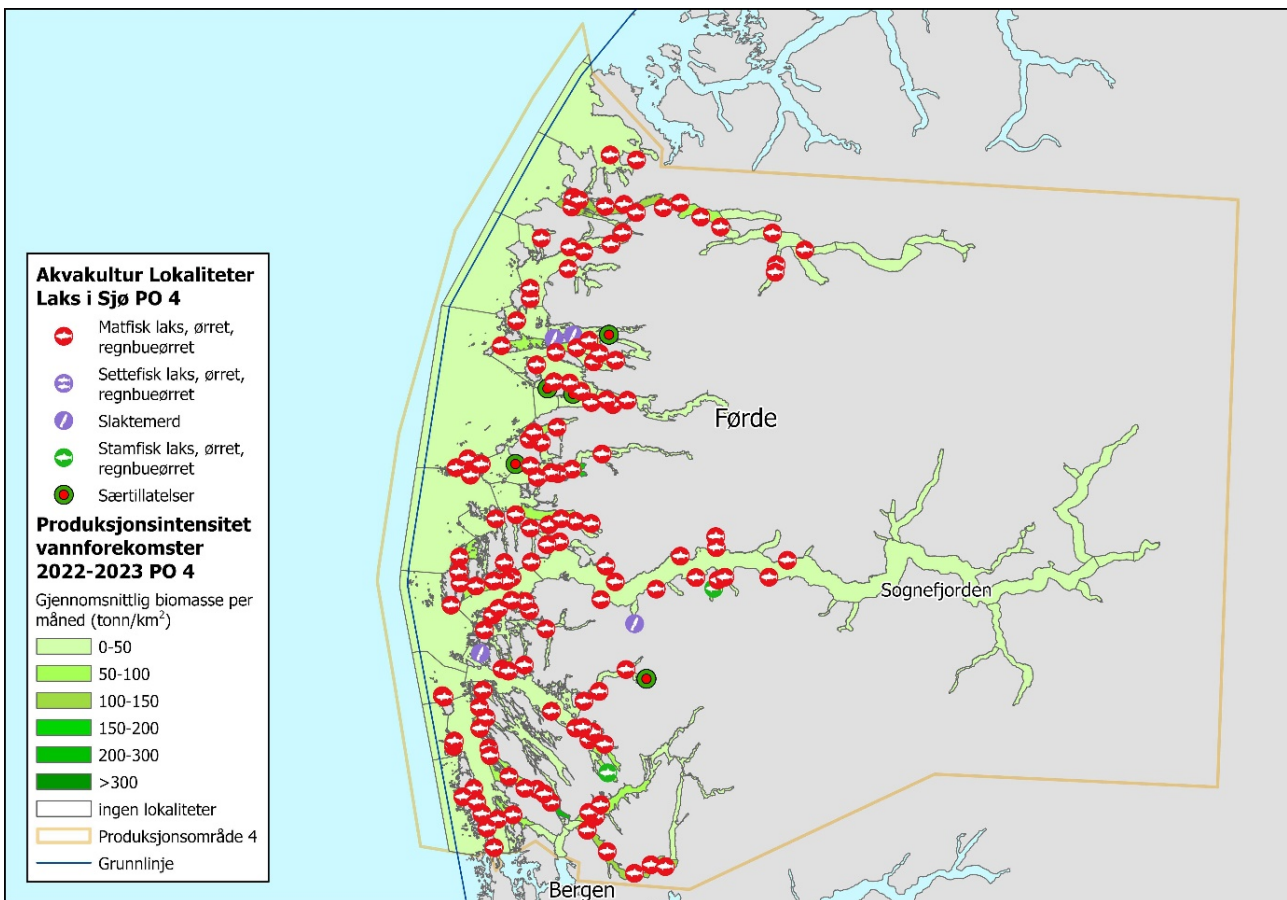 Akvakultur Lokaliteter
Laks i Sjø PO 4
Matfisk laks, ørret,
regnbueørret
Settefisk laks, ørret,
regnbueørret
Slaktemerd
Stamfisk laks, ørret,
regnbueørret
Særtillatelser
Produksjonsintensitet
vannforekomster
2022-2023 PO 4
Gjennomsnittlig biomasse per
måned (tonn/km²)
0-50
50-100
100-150
150-200
200-300
>300
ingen lokaliteter
Produksjonsområde 4
Grunnlinje
Førde
Sognefjorden
Bergen